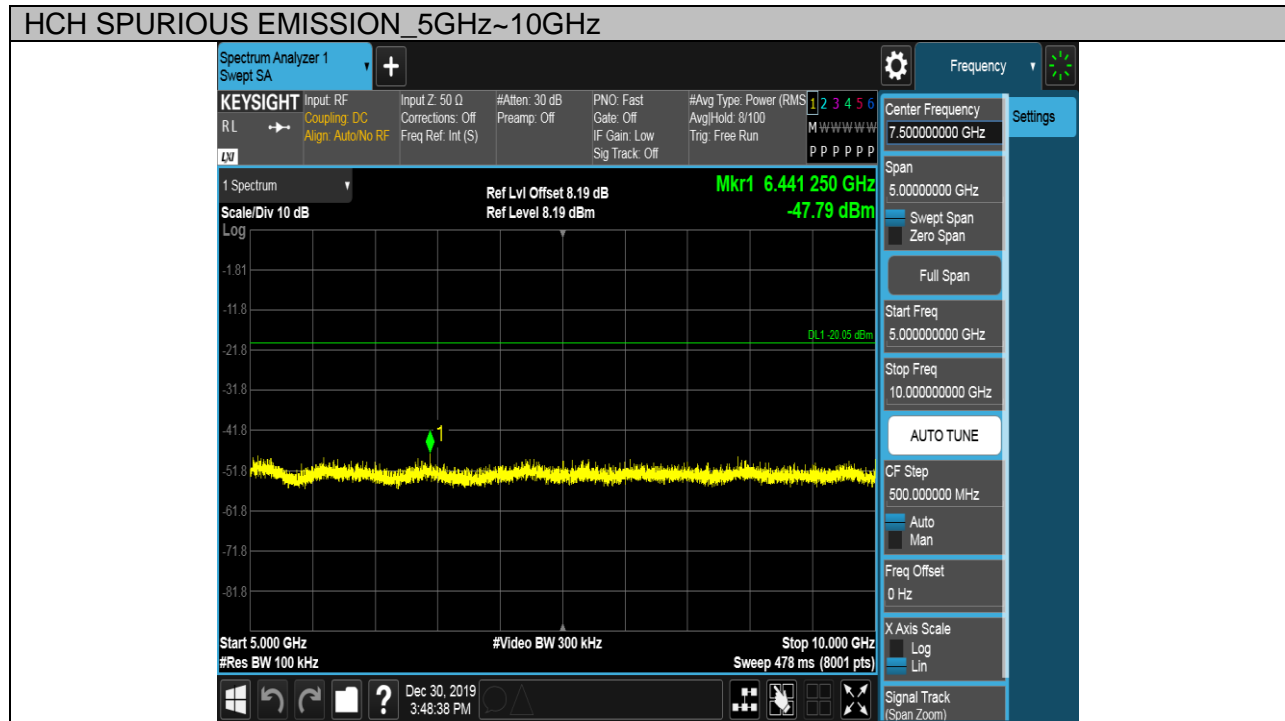 HCH SPURIOUS EMISSION_5GHz~10GHz
Spectrum Analyzer 1
Swept SA
+
Frequency
KEYSIGHT
RL
LXI
Input: RF
Coupling: DC
Align: Auto/No RF
Input Z: 50 Ω
Corrections: Off
Freq Ref: Int (S)
#Atten: 30 dB
Preamp: Off
PNO: Fast
Gate: Off
IF Gain: Low
Sig Track: Off
#Avg Type: Power (RMS
Avg|Hold: 8/100
Trig: Free Run
1 2 3 4 5 6
M W W W W W
P P P P P P
1 Spectrum
Scale/Div 10 dB
Ref Lvl Offset 8.19 dB
Ref Level 8.19 dBm
Mkr1 6.441 250 GHz
-47.79 dBm
Log
-1.81
-11.8
-21.8
-31.8
-41.8
-51.8
-61.8
-71.8
-81.8
DL1 -20.05 dBm
1
Start 5.000 GHz
#Res BW 100 kHz
#Video BW 300 kHz
Stop 10.000 GHz
Sweep 478 ms (8001 pts)
?
Dec 30, 2019
3:48:38 PM
Center Frequency
7.500000000 GHz
Settings
Span
5.00000000 GHz
Swept Span
Zero Span
Full Span
Start Freq
5.000000000 GHz
Stop Freq
10.000000000 GHz
AUTO TUNE
CF Step
500.000000 MHz
Auto
Man
Freq Offset
0 Hz
X Axis Scale
Log
Lin
Signal Track
(Span Zoom)